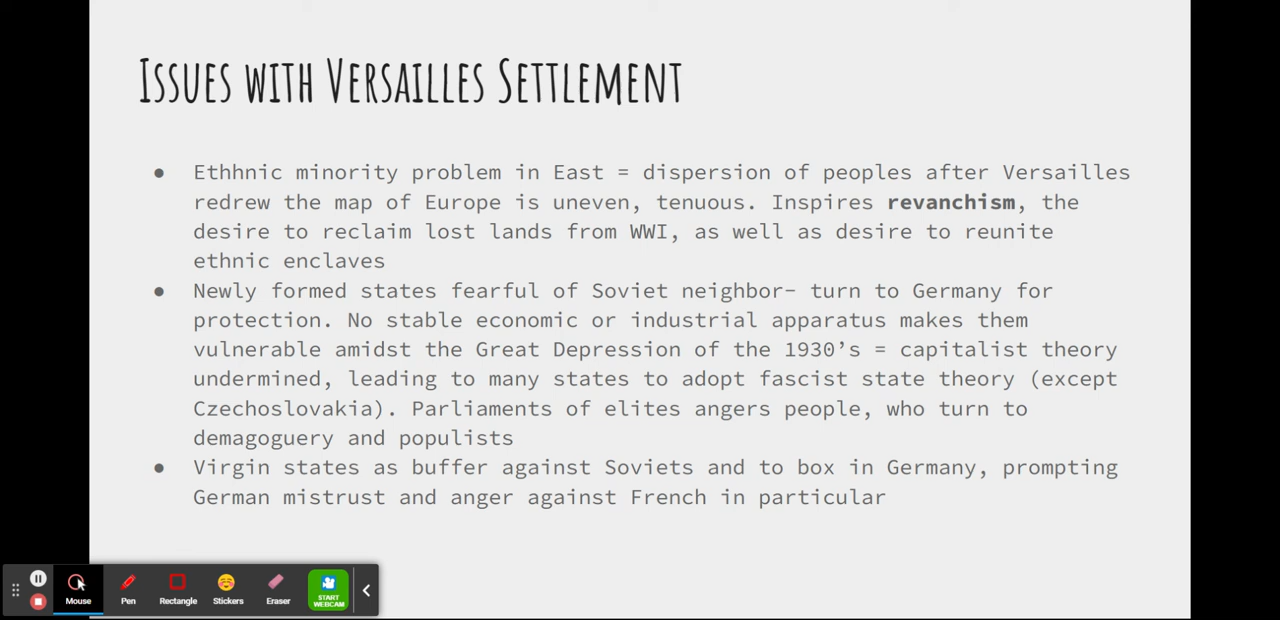 Issues with Versailles Settlement
● Ethhnic minority problem in East = dispersion of peoples after Versailles
redrew the map of Europe is uneven, tenuous. Inspires revanchism, the
desire to reclaim lost lands from WWI, as well as desire to reunite
ethnic enclaves
● Newly formed states fearful of Soviet neighbor- turn to Germany for
protection. No stable economic or industrial apparatus makes them
vulnerable amidst the Great Depression of the 1930’s = capitalist theory
undermined, leading to many states to adopt fascist state theory (except
Czechoslovakia). Parliaments of elites angers people, who turn to
demagoguery and populists
● Virgin states as buffer against Soviets and to box in Germany, prompting
German mistrust and anger against French in particular
Mouse Pen Rectangle Stickers Eraser START
WEBCAM